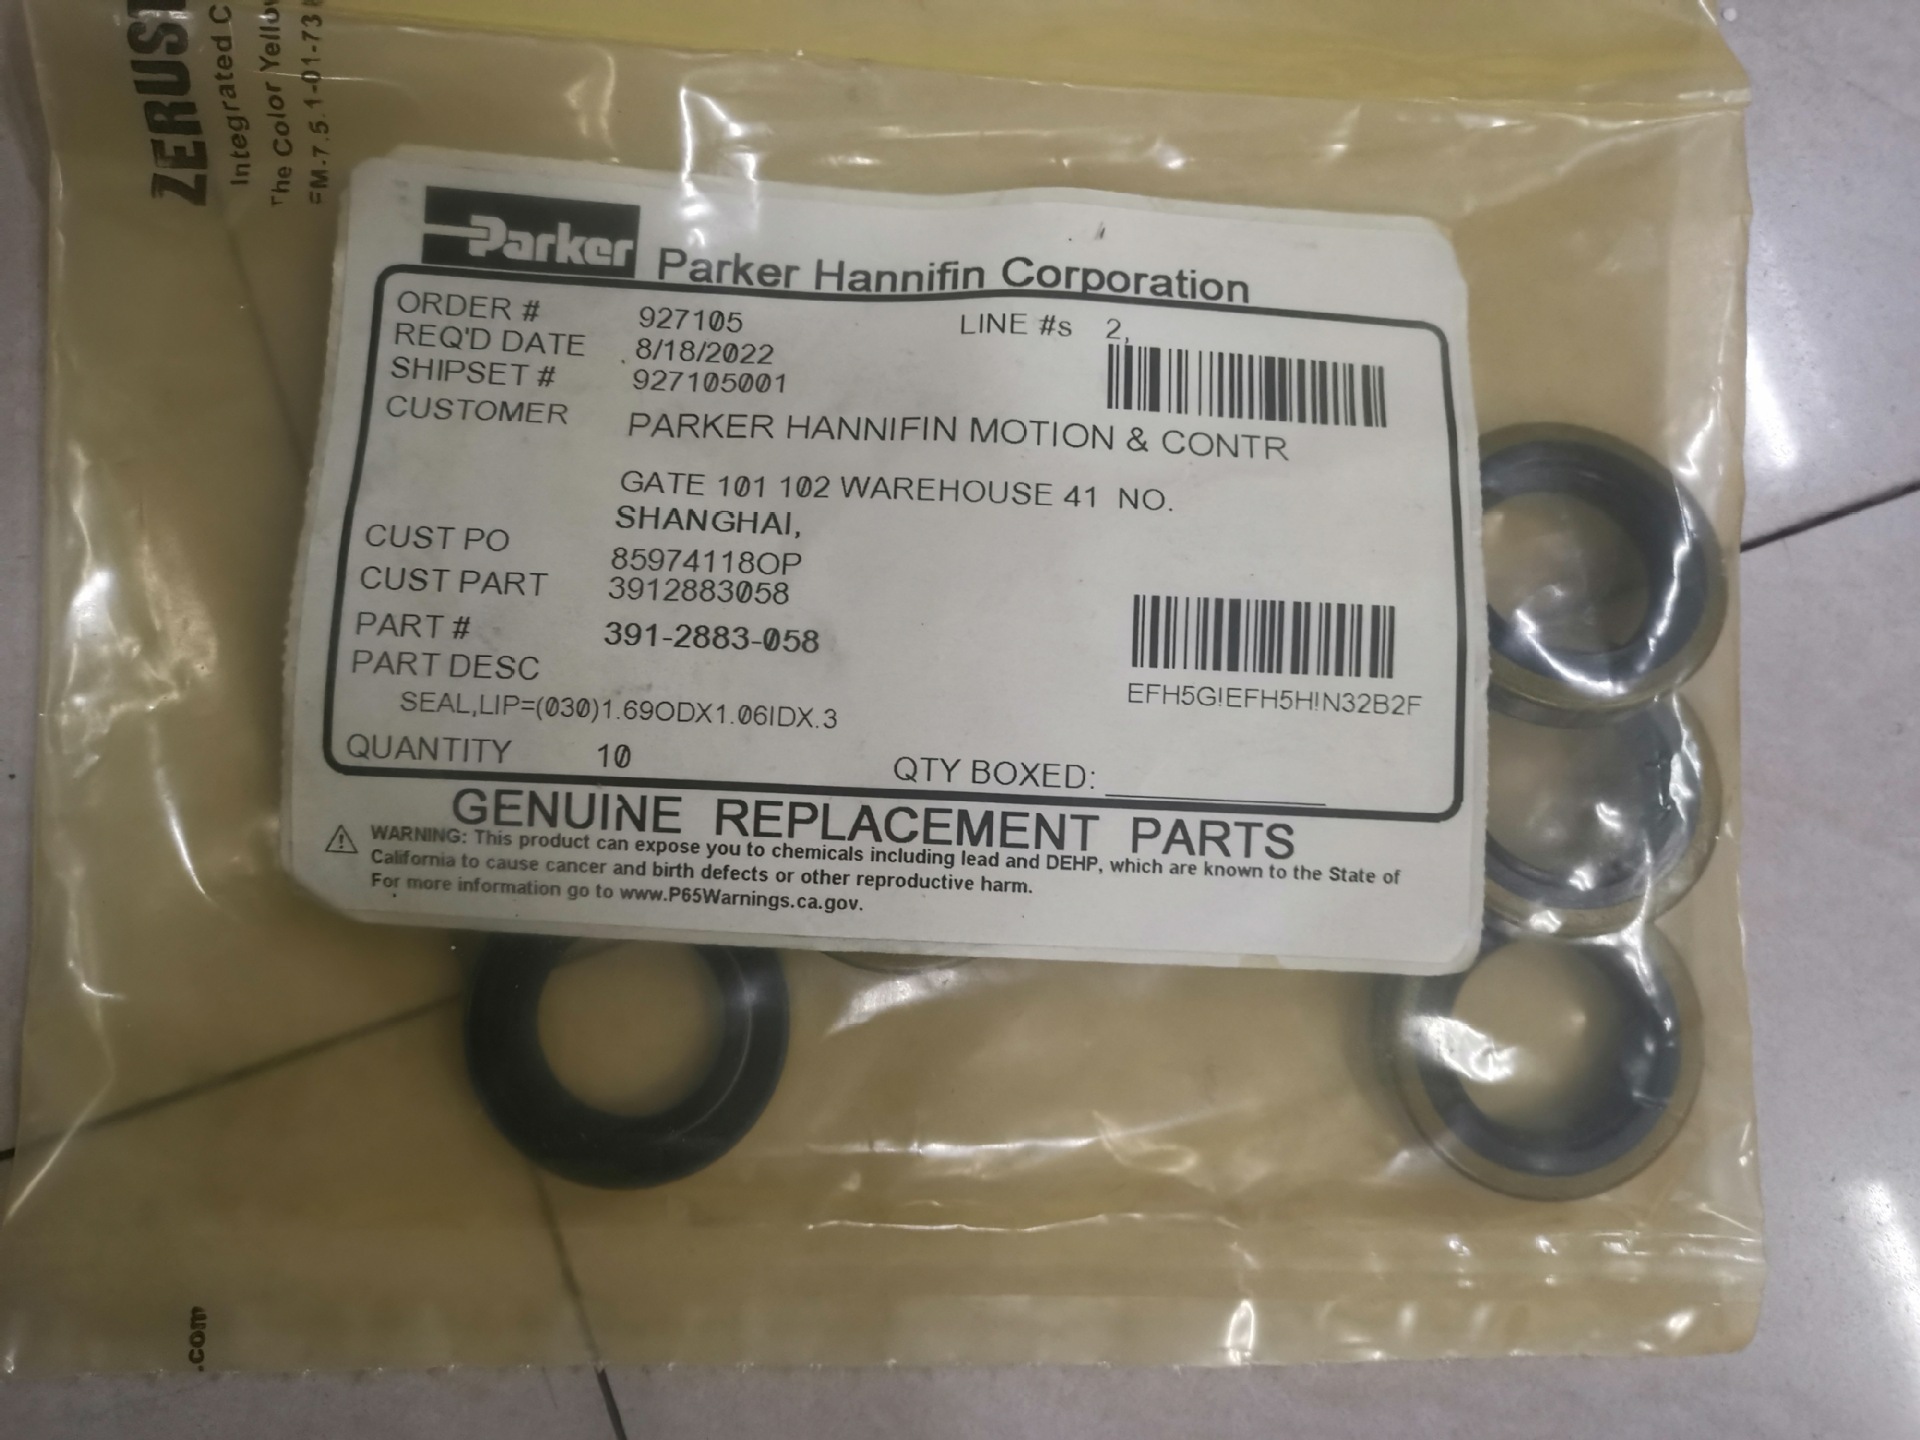 ZERUS
Integrated C
The Color Yellow
FM-7.5.1-01-73
Parker
Parker Hannifin Corporation
ORDER # 927105 LINE #s 2,
REQ'D DATE 8/18/2022
SHIPSET # 927105001
CUSTOMER PARKER HANNIFIN MOTION & CONTR
GATE 101 102 WAREHOUSE 41 NO.
SHANGHAI,
CUST PO 85974118OP
CUST PART 3912883058
PART # 391-2883-058
PART DESC
EFH5G!EFH5H!N32B2F
SEAL,LIP=(030)1.69ODX1.06IDX.3
QUANTITY 10 QTY BOXED:
GENUINE REPLACEMENT PARTS
WARNING: This product can expose you to chemicals including lead and DEHP, which are known to the State of
California to cause cancer and birth defects or other reproductive harm.
For more information go to www.P65Warnings.ca.gov.
.com